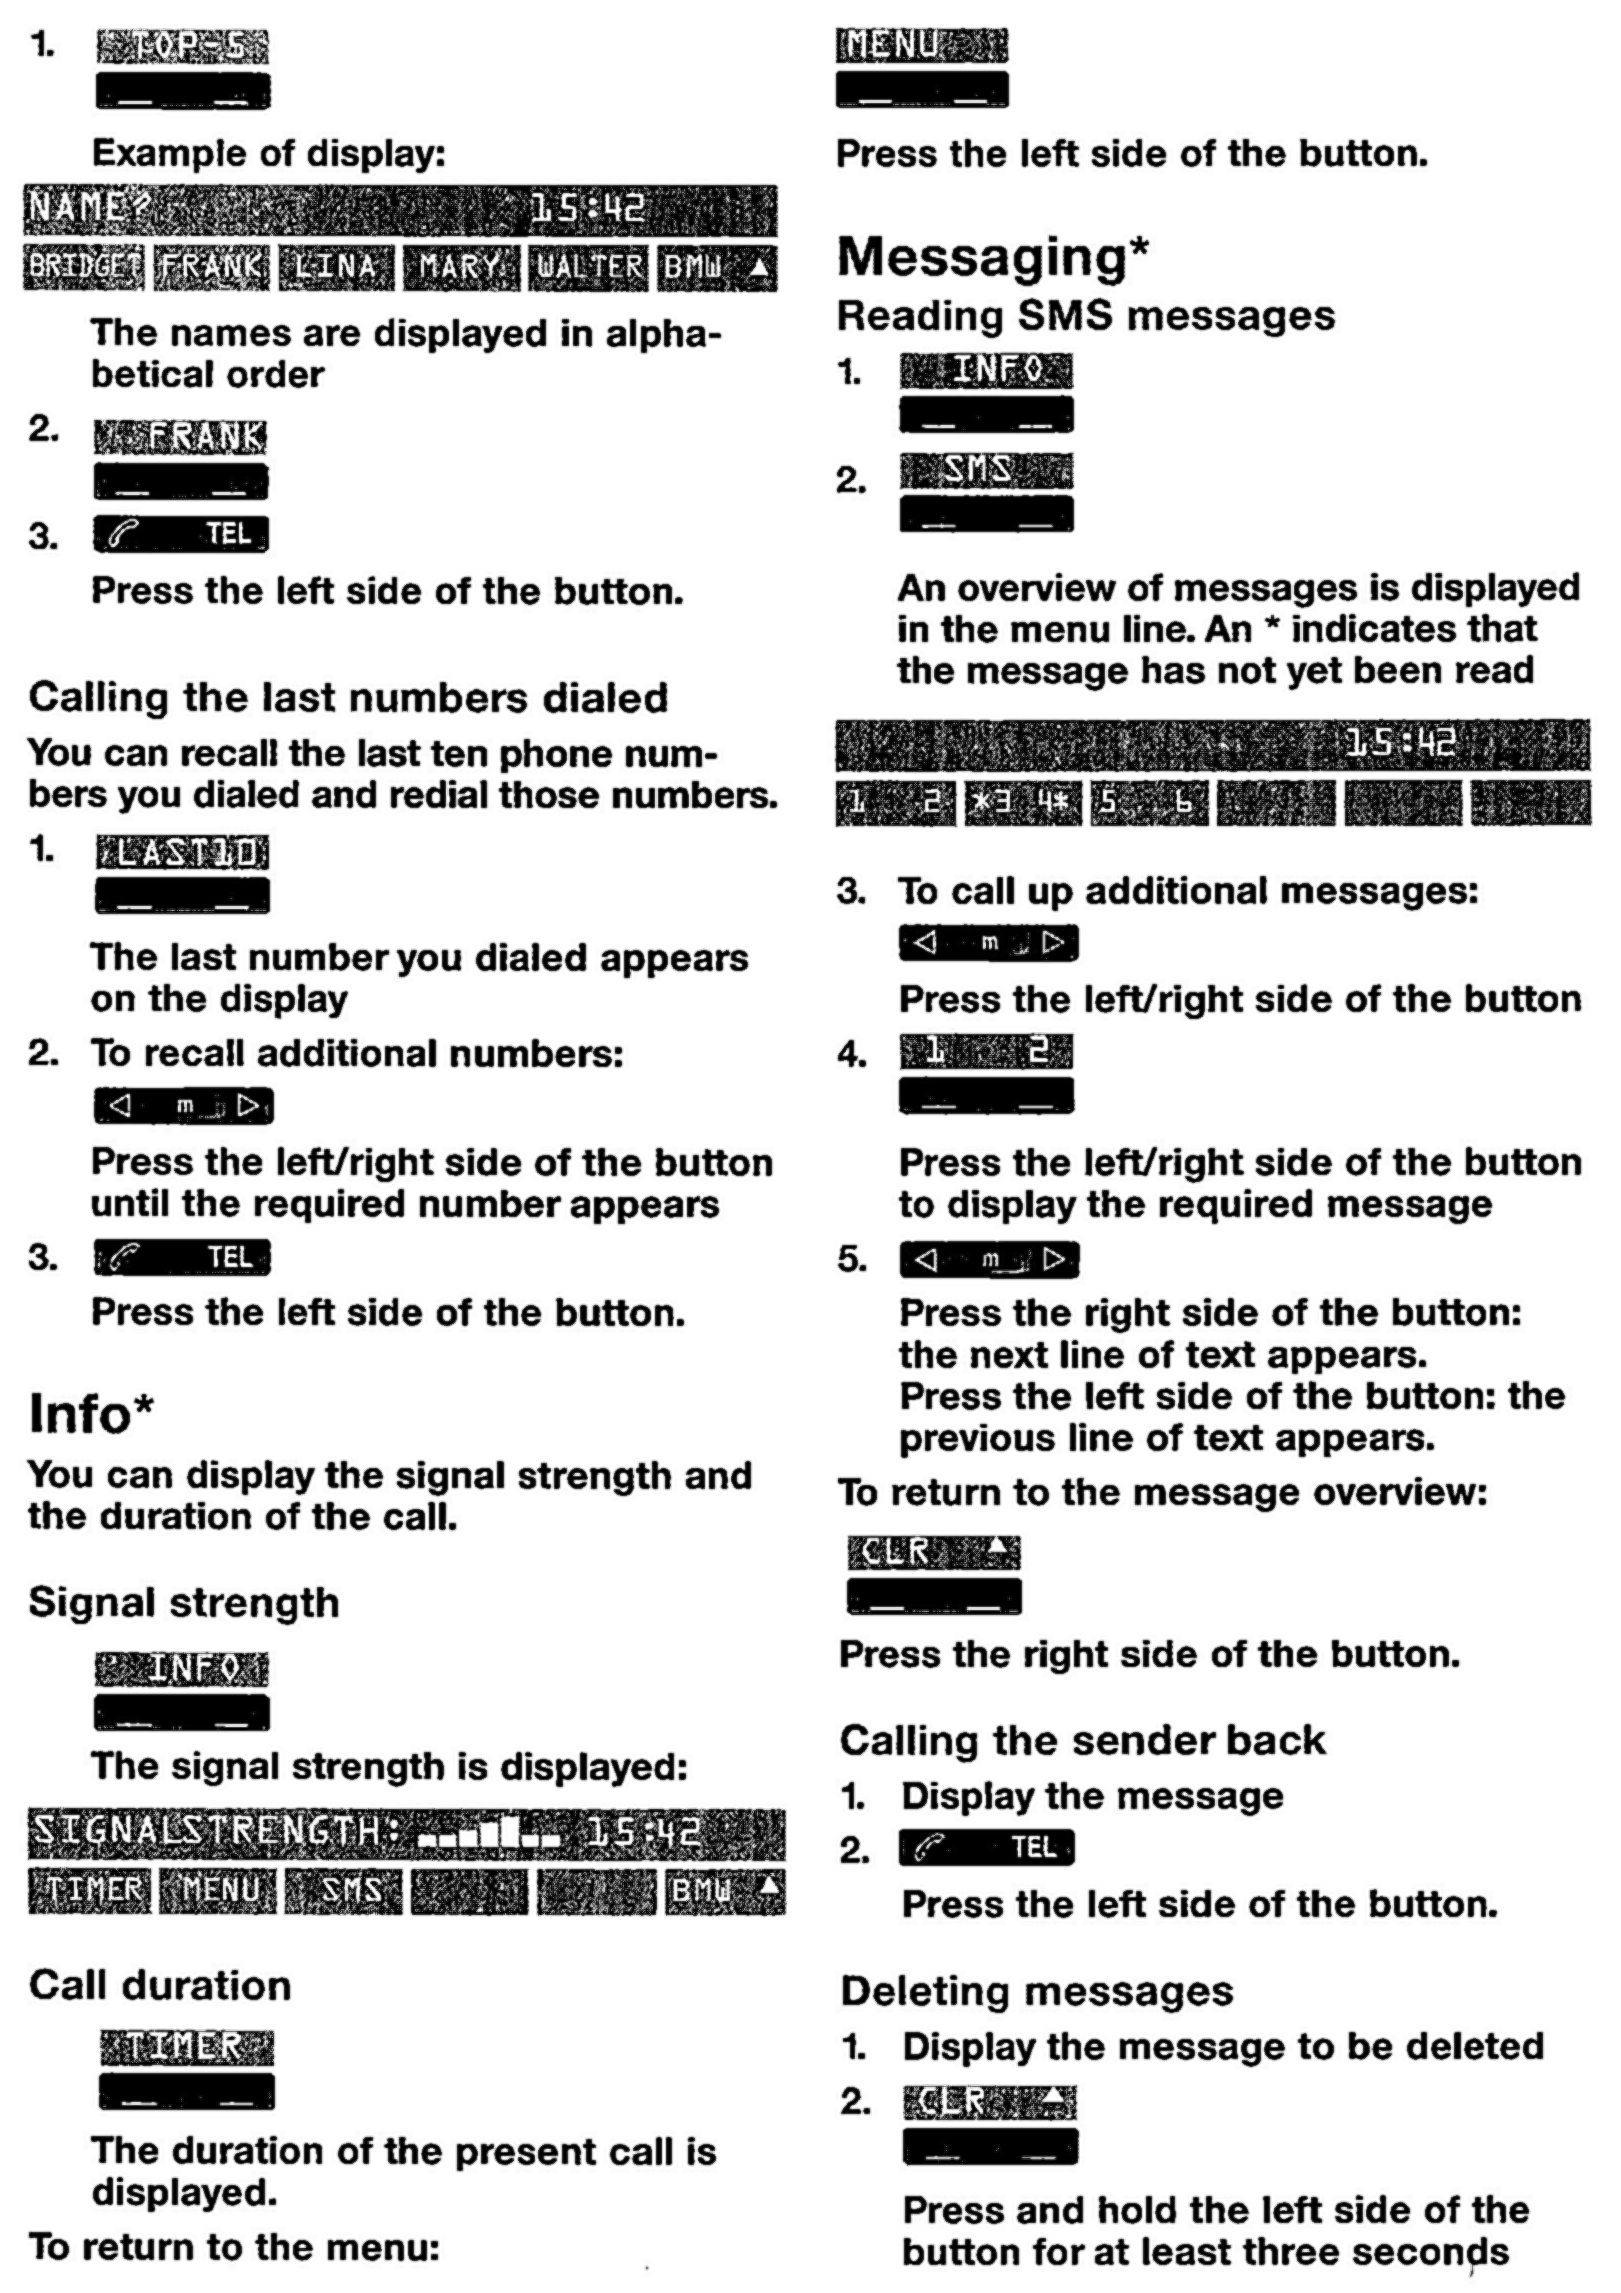 1. TOP-5
Example of display:
NAME? 15:42
BRIDGET FRANK LINA MARY WALTER BMW ▲
The names are displayed in alpha-
betical order
2. FRANK
3. TEL
Press the left side of the button.
Calling the last numbers dialed
You can recall the last ten phone num-
bers you dialed and redial those numbers.
1. LAST10
The last number you dialed appears
on the display
2. To recall additional numbers:
◁ m ▷
Press the left/right side of the button
until the required number appears
3. TEL
Press the left side of the button.
Info*
You can display the signal strength and
the duration of the call.
Signal strength
INFO
The signal strength is displayed:
SIGNALSTRENGTH: 15:42
TIMER MENU SMS BMW ▲
Call duration
TIMER
The duration of the present call is
displayed.
To return to the menu:
MENU
Press the left side of the button.
Messaging*
Reading SMS messages
1. INFO
2. SMS
An overview of messages is displayed
in the menu line. An * indicates that
the message has not yet been read
15:42
1 2 *3 4* 5 6
3. To call up additional messages:
◁ m ▷
Press the left/right side of the button
4. 1 2
Press the left/right side of the button
to display the required message
5. ◁ m ▷
Press the right side of the button:
the next line of text appears.
Press the left side of the button: the
previous line of text appears.
To return to the message overview:
CLR ▲
Press the right side of the button.
Calling the sender back
1. Display the message
2. TEL
Press the left side of the button.
Deleting messages
1. Display the message to be deleted
2. CLR ▲
Press and hold the left side of the
button for at least three seconds